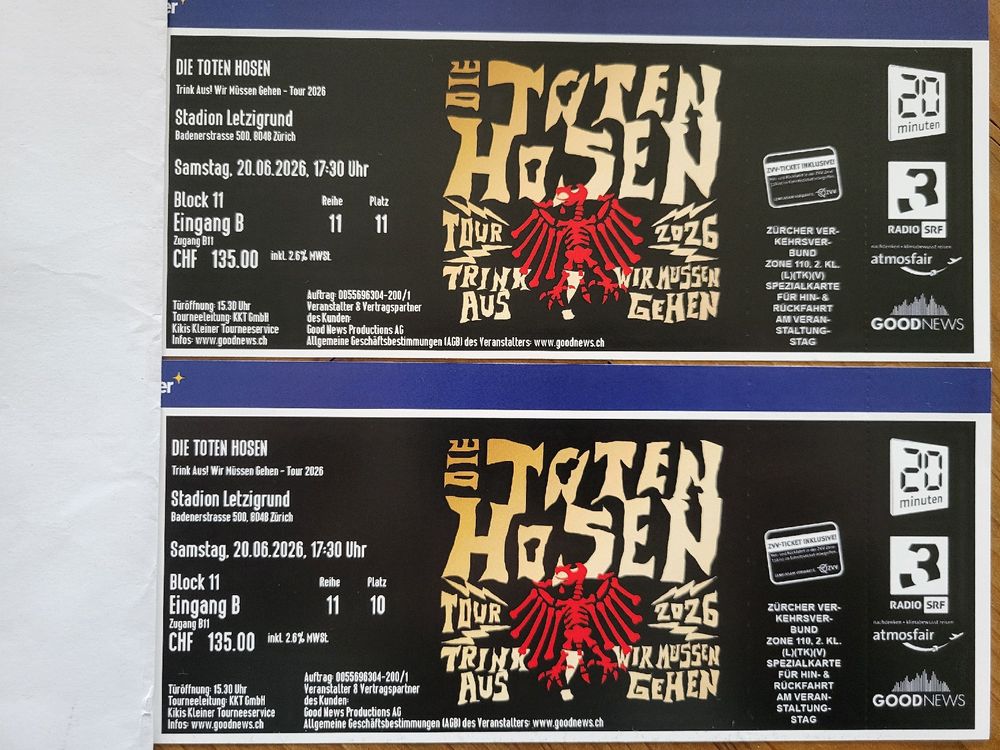 er
DIE TOTEN HOSEN
Trink Aus! Wir Müssen Gehen - Tour 2026
Stadion Letzigrund
Badenerstrasse 500, 8048 Zürich
Samstag, 20.06.2026, 17:30 Uhr
Block 11
Eingang B
Zugang B11
Reihe Platz
11 11
CHF 135.00 inkl. 2.6% MWSt.
Türöffnung: 15.30 Uhr
Tourneeleitung: KKT GmbH
Kikis Kleiner Tourneeservice
Infos: www.goodnews.ch
Auftrag: 0055696304-200/1
Veranstalter & Vertragspartner
des Kunden:
Good News Productions AG
Allgemeine Geschäftsbestimmungen (AGB) des Veranstalters: www.goodnews.ch
DIE TOTEN
HOSEN
TOUR 2026
TRINK WIR MÜSSEN
AUS GEHEN
ZVV-TICKET INKLUSIVE!
ZVV
ZÜRCHER VER-
KEHRSVER-
BUND
ZONE 110, 2. KL.
(L)(TK)(V)
SPEZIALKARTE
FÜR HIN- &
RÜCKFAHRT
AM VERAN-
STALTUNG-
STAG
20
minuten
3
RADIO SRF
nachdenken • klimabewusst reisen
atmosfair
GOODNEWS
er
DIE TOTEN HOSEN
Trink Aus! Wir Müssen Gehen - Tour 2026
Stadion Letzigrund
Badenerstrasse 500, 8048 Zürich
Samstag, 20.06.2026, 17:30 Uhr
Block 11
Eingang B
Zugang B11
Reihe Platz
11 10
CHF 135.00 inkl. 2.6% MWSt.
Türöffnung: 15.30 Uhr
Tourneeleitung: KKT GmbH
Kikis Kleiner Tourneeservice
Infos: www.goodnews.ch
Auftrag: 0055696304-200/1
Veranstalter & Vertragspartner
des Kunden:
Good News Productions AG
Allgemeine Geschäftsbestimmungen (AGB) des Veranstalters: www.goodnews.ch
DIE TOTEN
HOSEN
TOUR 2026
TRINK WIR MÜSSEN
AUS GEHEN
ZVV-TICKET INKLUSIVE!
ZVV
ZÜRCHER VER-
KEHRSVER-
BUND
ZONE 110, 2. KL.
(L)(TK)(V)
SPEZIALKARTE
FÜR HIN- &
RÜCKFAHRT
AM VERAN-
STALTUNG-
STAG
20
minuten
3
RADIO SRF
nachdenken • klimabewusst reisen
atmosfair
GOODNEWS